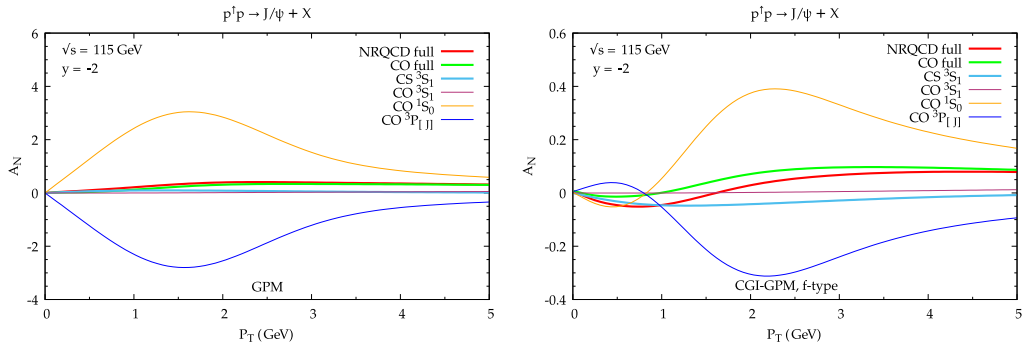 p↑p → J/ψ + X
√s = 115 GeV
y = -2
NRQCD full
CO full
CS ³S₁
CO ³S₁
CO ¹S₀
CO ³P[ J]
A_N
6
4
2
0
-2
-4
GPM
0 1 2 3 4 5
P_T (GeV)
p↑p → J/ψ + X
√s = 115 GeV
y = -2
NRQCD full
CO full
CS ³S₁
CO ³S₁
CO ¹S₀
CO ³P[ J]
A_N
0.6
0.4
0.2
0
-0.2
-0.4
CGI-GPM, f-type
0 1 2 3 4 5
P_T (GeV)